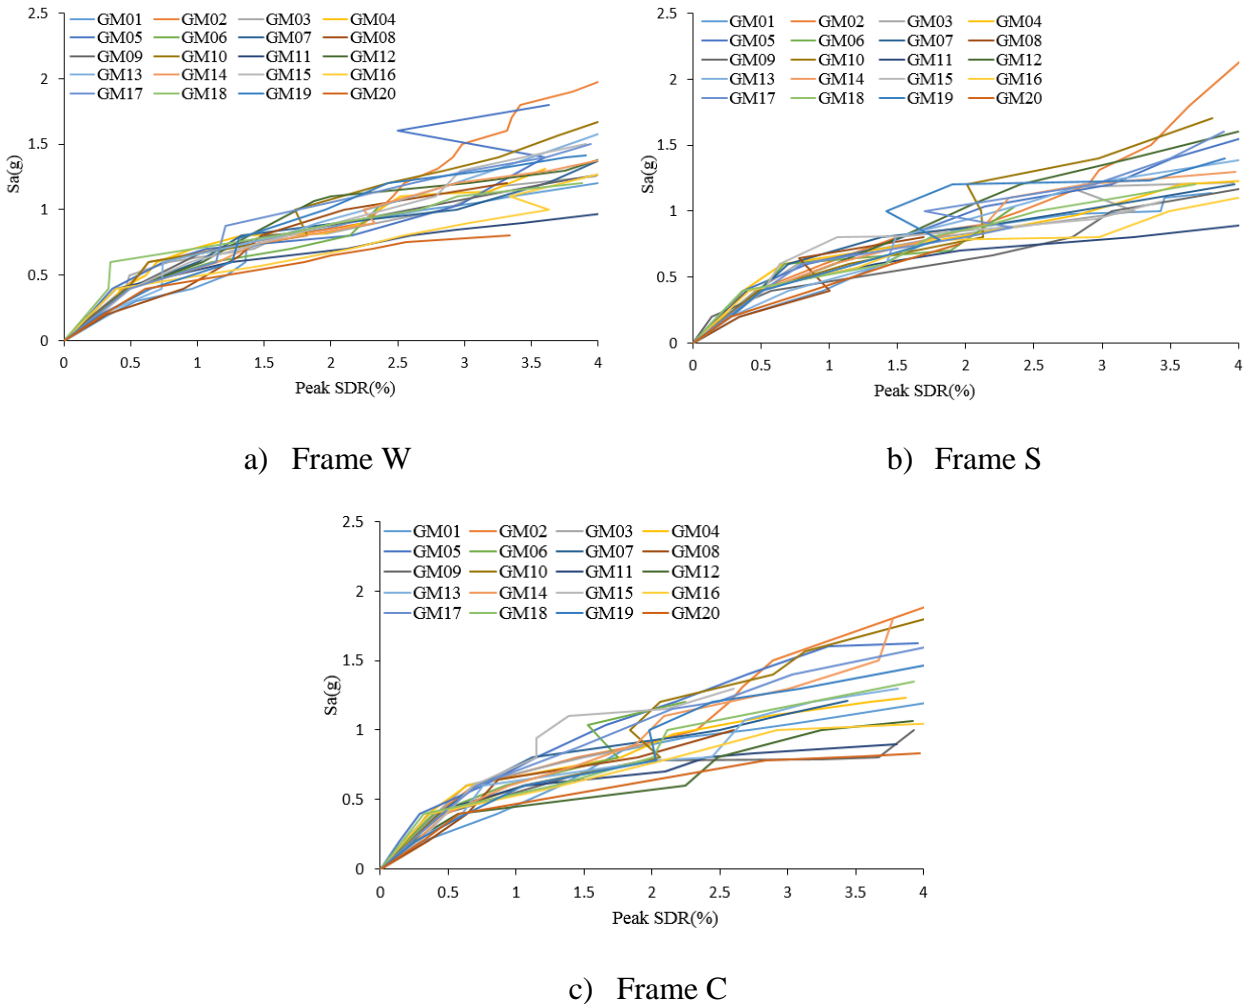 2.5
2
1.5
1
0.5
0
Sa(g)
GM01 GM02 GM03 GM04
GM05 GM06 GM07 GM08
GM09 GM10 GM11 GM12
GM13 GM14 GM15 GM16
GM17 GM18 GM19 GM20
0 0.5 1 1.5 2 2.5 3 3.5 4
Peak SDR(%)
a) Frame W
2.5
2
1.5
1
0.5
0
Sa(g)
GM01 GM02 GM03 GM04
GM05 GM06 GM07 GM08
GM09 GM10 GM11 GM12
GM13 GM14 GM15 GM16
GM17 GM18 GM19 GM20
0 0.5 1 1.5 2 2.5 3 3.5 4
Peak SDR(%)
b) Frame S
2.5
2
1.5
1
0.5
0
Sa(g)
GM01 GM02 GM03 GM04
GM05 GM06 GM07 GM08
GM09 GM10 GM11 GM12
GM13 GM14 GM15 GM16
GM17 GM18 GM19 GM20
0 0.5 1 1.5 2 2.5 3 3.5 4
Peak SDR(%)
c) Frame C